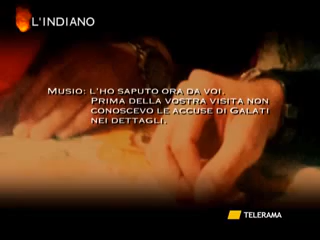 L'INDIANO
MUSIO: L'HO SAPUTO ORA DA VOI.
PRIMA DELLA VOSTRA VISITA NON
CONOSCEVO LE ACCUSE DI GALATI
NEI DETTAGLI.
TELERAMA